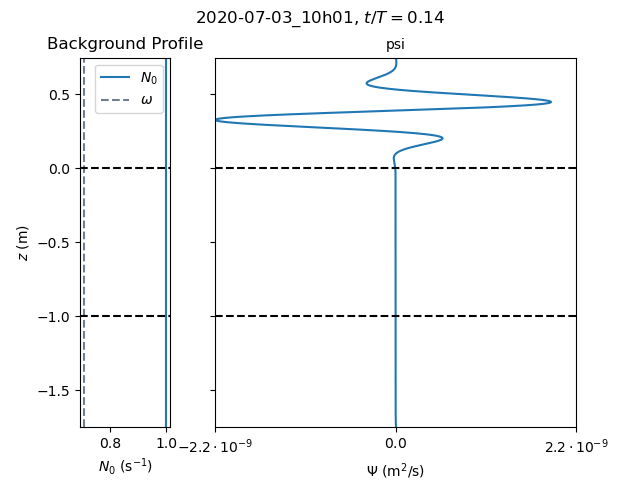 2020-07-03_10h01, t/T = 0.14
Background Profile
psi
N₀
ω
0.5
0.0
−0.5
−1.0
−1.5
z (m)
0.8
1.0
N₀ (s⁻¹)
−2.2 · 10⁻⁹
0.0
2.2 · 10⁻⁹
Ψ (m²/s)